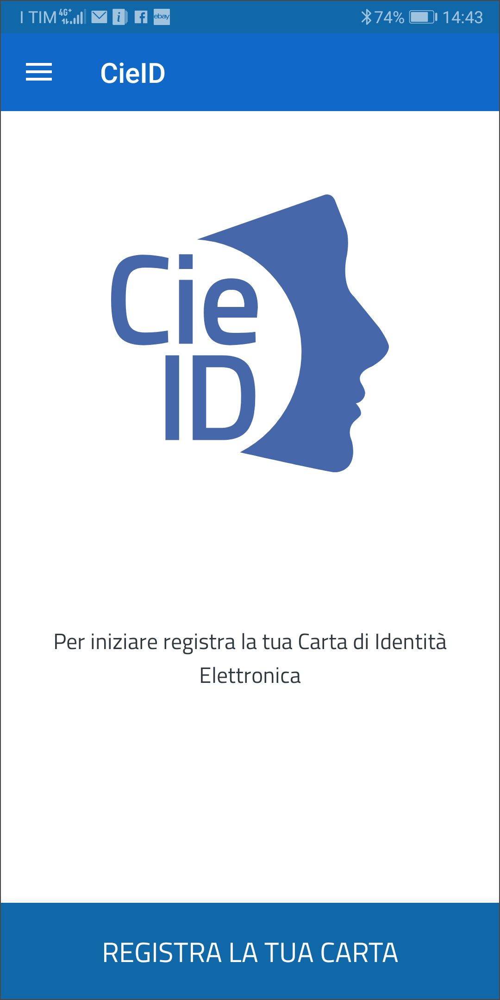 I TIM 4G+ i f ebay 74% 14:43
CieID
Cie
ID
Per iniziare registra la tua Carta di Identità
Elettronica
REGISTRA LA TUA CARTA